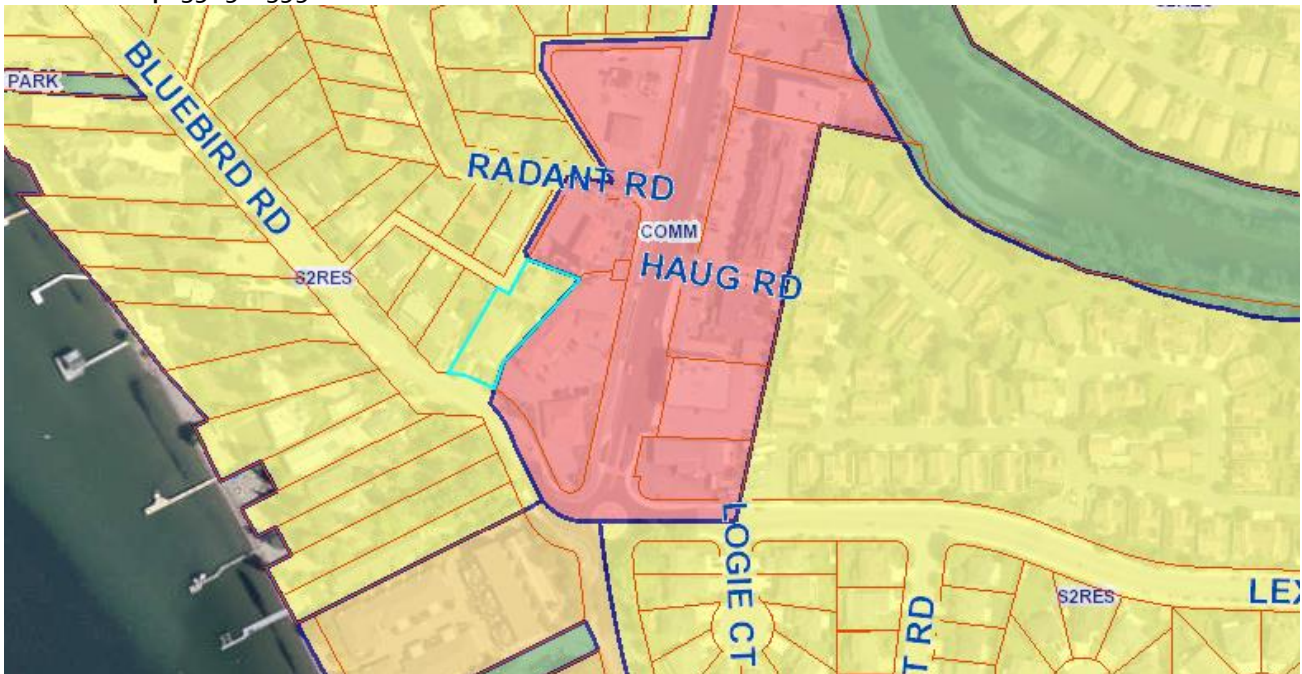 PARK
BLUEBIRD RD
RADANT RD
COMM
HAUG RD
S2RES
LOGIE CT
T RD
S2RES
LEX